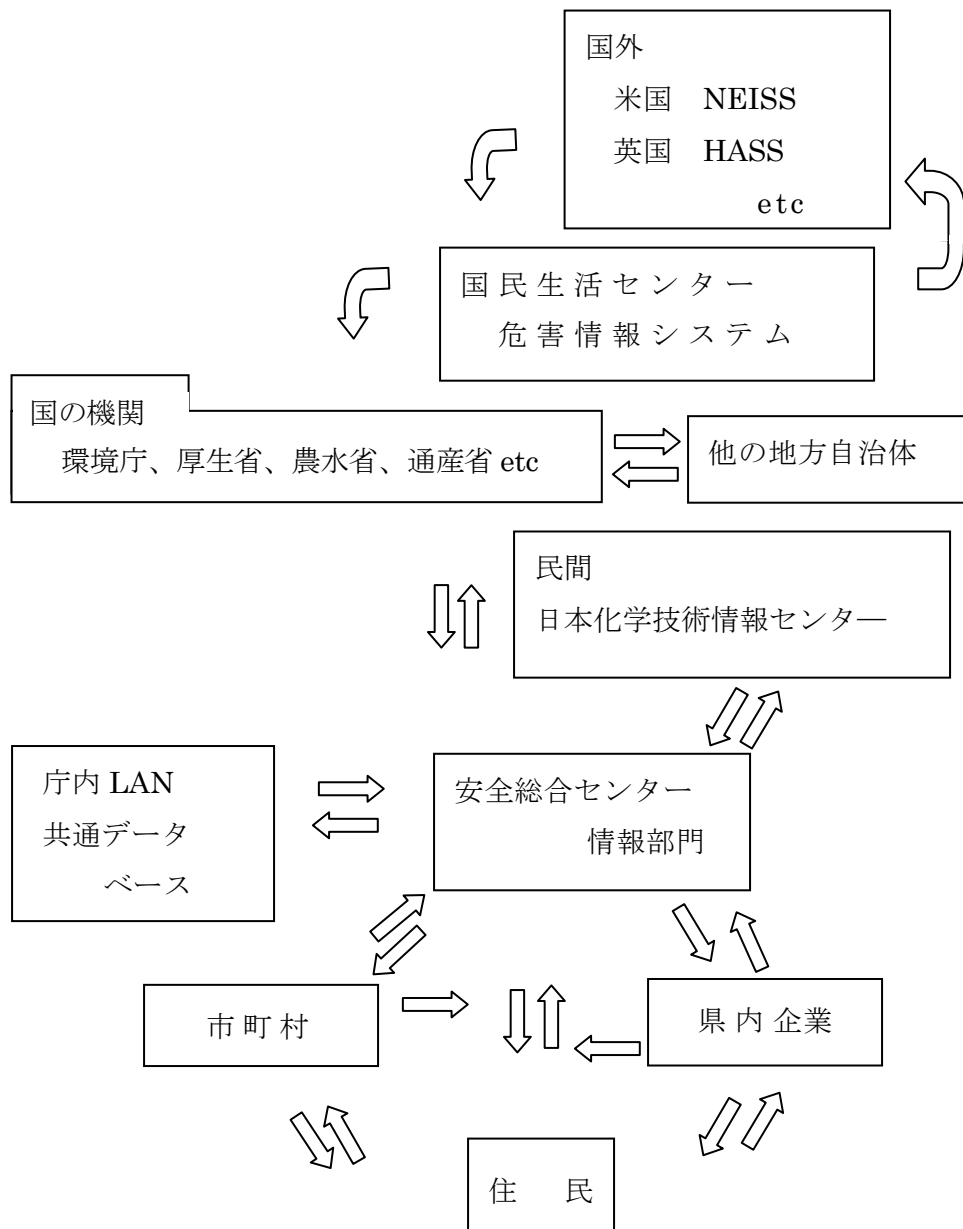 国外
米国　NEISS
英国　HASS
etc
国民生活センター
危害情報システム
国の機関
環境庁、厚生省、農水省、通産省 etc
他の地方自治体
民間
日本化学技術情報センタ―
庁内 LAN
共通データ
ベース
安全総合センター
情報部門
市町村
県内企業
住　民